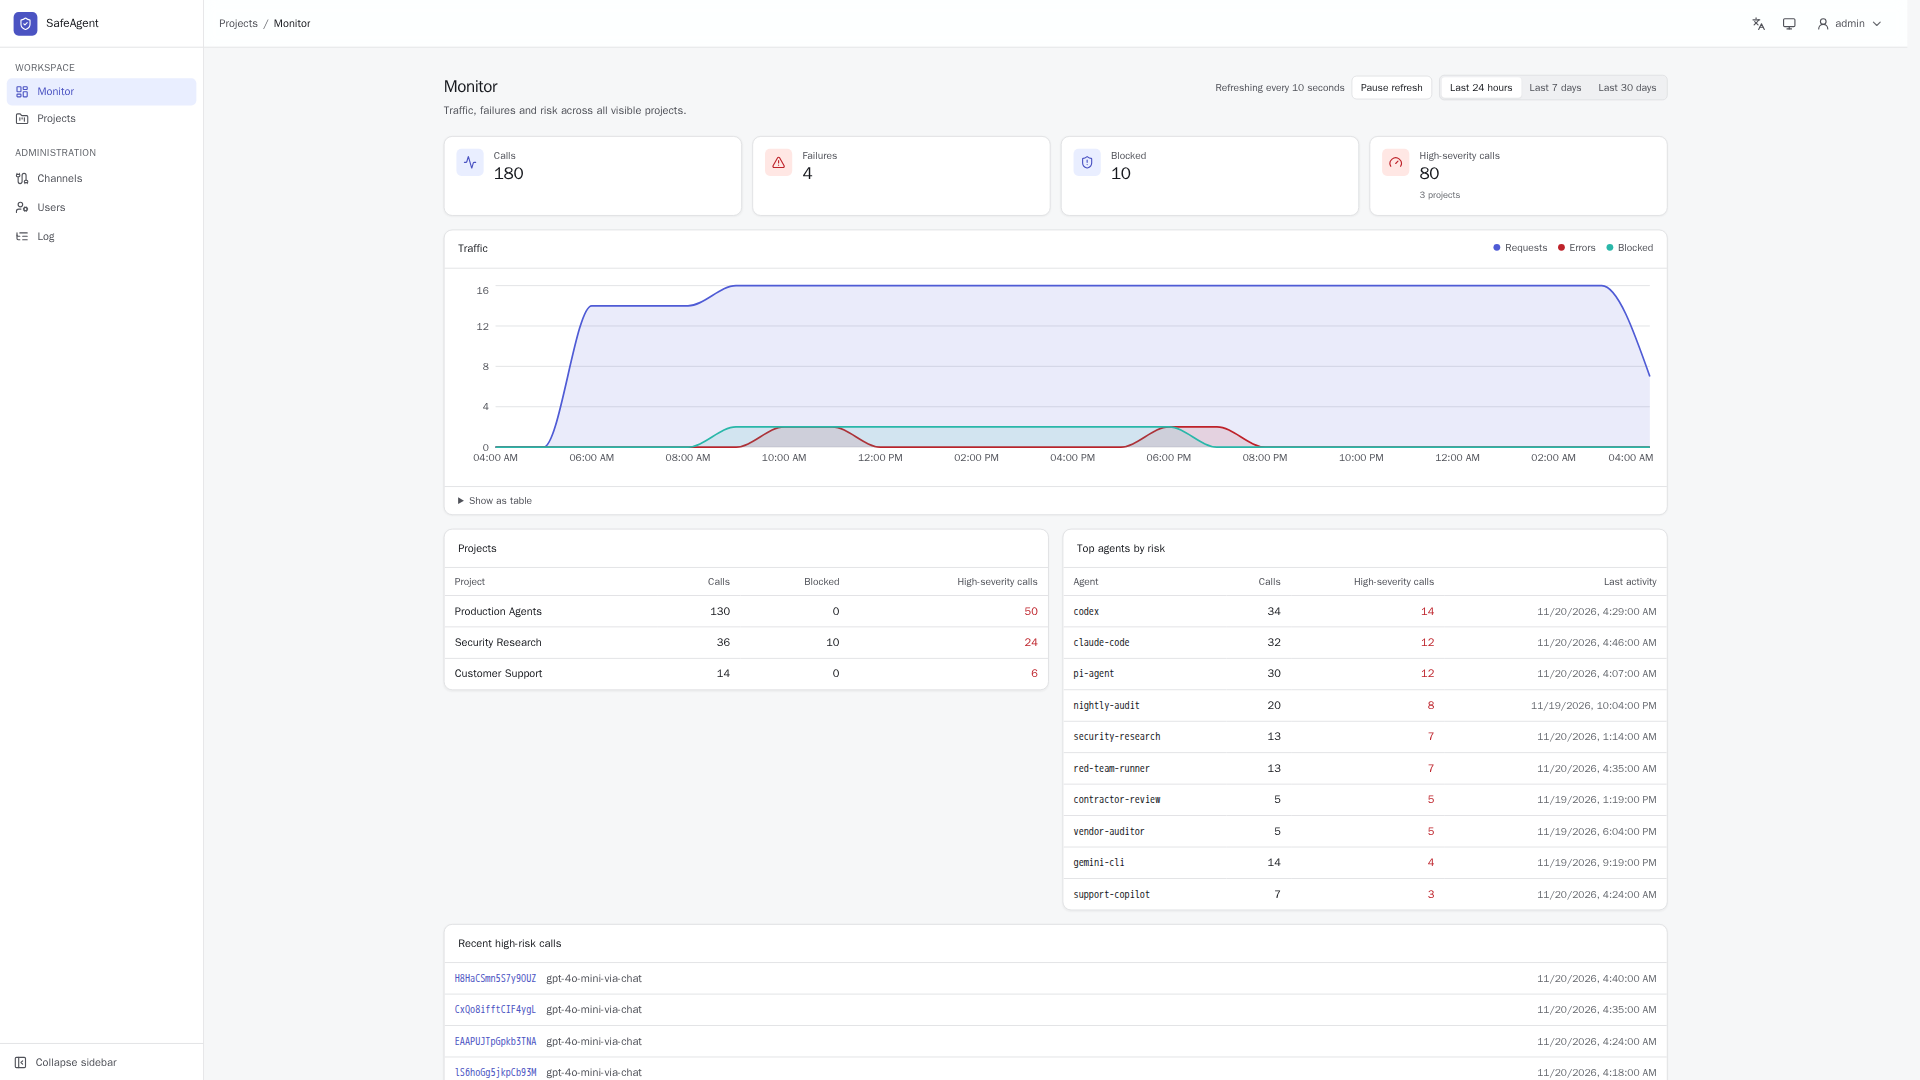 SafeAgent
Projects / Monitor
admin
WORKSPACE
Monitor
Projects
ADMINISTRATION
Channels
Users
Log
Collapse sidebar
Monitor
Traffic, failures and risk across all visible projects.
Refreshing every 10 seconds
Pause refresh
Last 24 hours
Last 7 days
Last 30 days
Calls
180
Failures
4
Blocked
10
High-severity calls
80
3 projects
Traffic
Requests Errors Blocked
16
12
8
4
0
04:00 AM 06:00 AM 08:00 AM 10:00 AM 12:00 PM 02:00 PM 04:00 PM 06:00 PM 08:00 PM 10:00 PM 12:00 AM 02:00 AM 04:00 AM
Show as table
Projects
Project Calls Blocked High-severity calls
Production Agents 130 0 50
Security Research 36 10 24
Customer Support 14 0 6
Top agents by risk
Agent Calls High-severity calls Last activity
codex 34 14 11/20/2026, 4:29:00 AM
claude-code 32 12 11/20/2026, 4:46:00 AM
pi-agent 30 12 11/20/2026, 4:07:00 AM
nightly-audit 20 8 11/19/2026, 10:04:00 PM
security-research 13 7 11/20/2026, 1:14:00 AM
red-team-runner 13 7 11/20/2026, 4:35:00 AM
contractor-review 5 5 11/19/2026, 1:19:00 PM
vendor-auditor 5 5 11/19/2026, 6:04:00 PM
gemini-cli 14 4 11/19/2026, 9:19:00 PM
support-copilot 7 3 11/20/2026, 4:24:00 AM
Recent high-risk calls
H8HaCSmn5S7y9OUZ gpt-4o-mini-via-chat 11/20/2026, 4:40:00 AM
CxQo8ifftCIF4ygL gpt-4o-mini-via-chat 11/20/2026, 4:35:00 AM
EAAPUJTpGpkb3TNA gpt-4o-mini-via-chat 11/20/2026, 4:24:00 AM
lS6hoGg5jkpCb93M gpt-4o-mini-via-chat 11/20/2026, 4:18:00 AM